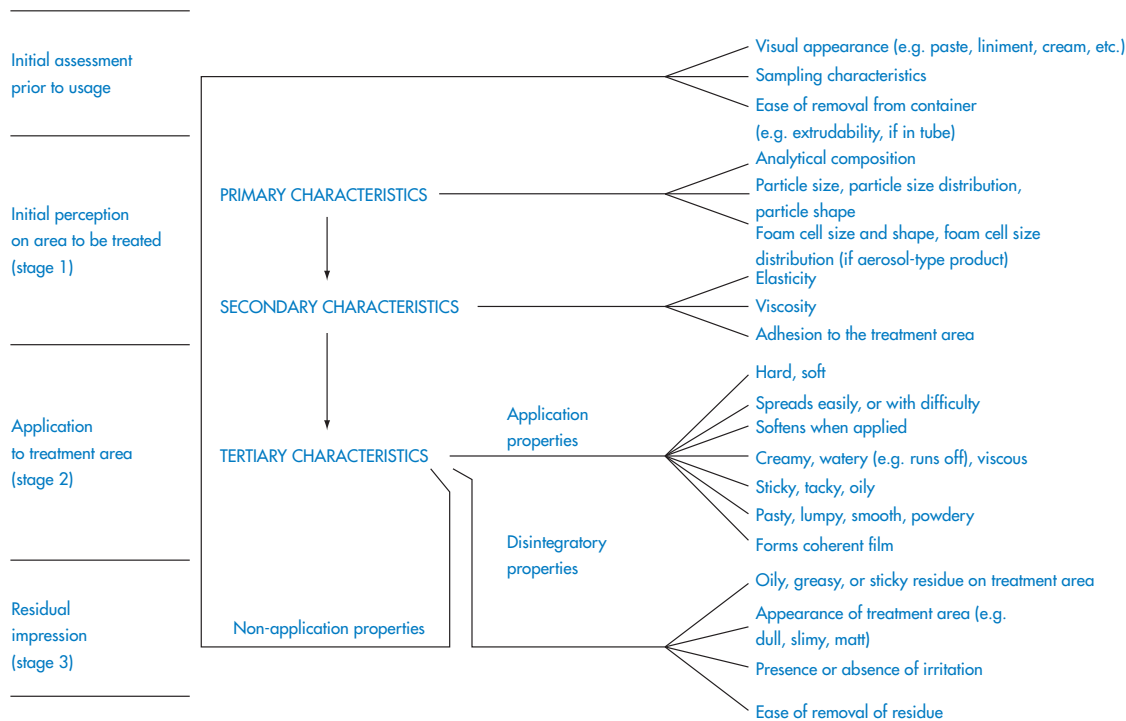 Initial assessment
prior to usage
Visual appearance (e.g. paste, liniment, cream, etc.)
Sampling characteristics
Ease of removal from container
(e.g. extrudability, if in tube)
Initial perception
on area to be treated
(stage 1)
PRIMARY CHARACTERISTICS
Analytical composition
Particle size, particle size distribution,
particle shape
Foam cell size and shape, foam cell size
distribution (if aerosol-type product)
SECONDARY CHARACTERISTICS
Elasticity
Viscosity
Adhesion to the treatment area
Application
to treatment area
(stage 2)
TERTIARY CHARACTERISTICS
Application
properties
Hard, soft
Spreads easily, or with difficulty
Softens when applied
Creamy, watery (e.g. runs off), viscous
Sticky, tacky, oily
Pasty, lumpy, smooth, powdery
Forms coherent film
Disintegratory
properties
Residual
impression
(stage 3)
Non-application properties
Oily, greasy, or sticky residue on treatment area
Appearance of treatment area (e.g.
dull, slimy, matt)
Presence or absence of irritation
Ease of removal of residue